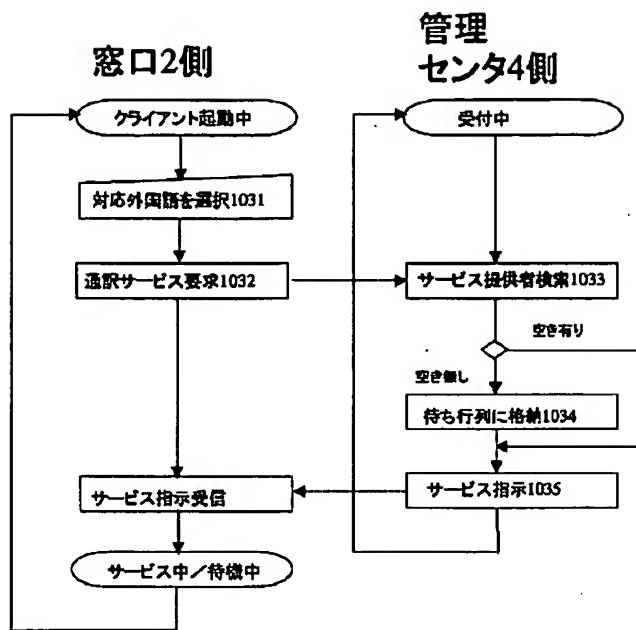 窓口2側
管理
センタ4側
クライアント起動中
受付中
対応外国語を選択1031
通訳サービス要求1032
サービス提供者検索1033
空き有り
空き無し
待ち行列に格納1034
サービス指示受信
サービス指示1035
サービス中/待機中